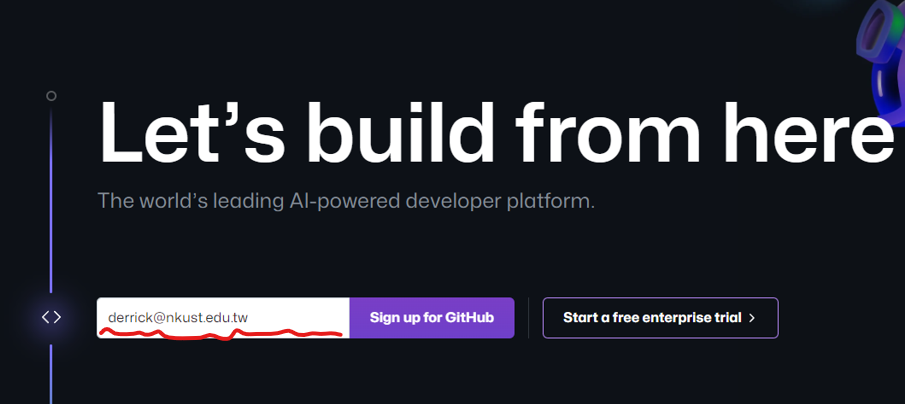 Let's build from here
The world's leading AI-powered developer platform.
derrick@nkust.edu.tw Sign up for GitHub Start a free enterprise trial >